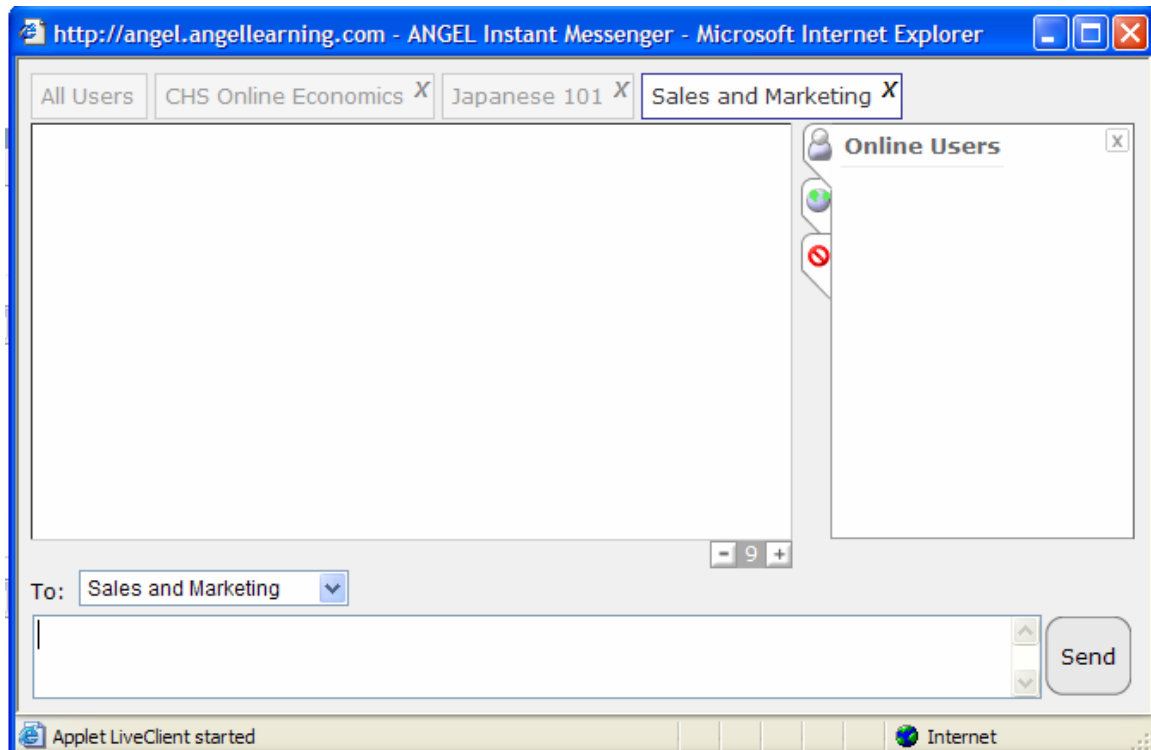 http://angel.angellearning.com - ANGEL Instant Messenger - Microsoft Internet Explorer
All Users CHS Online Economics X Japanese 101 X Sales and Marketing X
Online Users x
- 9 +
To: Sales and Marketing
Send
Applet LiveClient started Internet